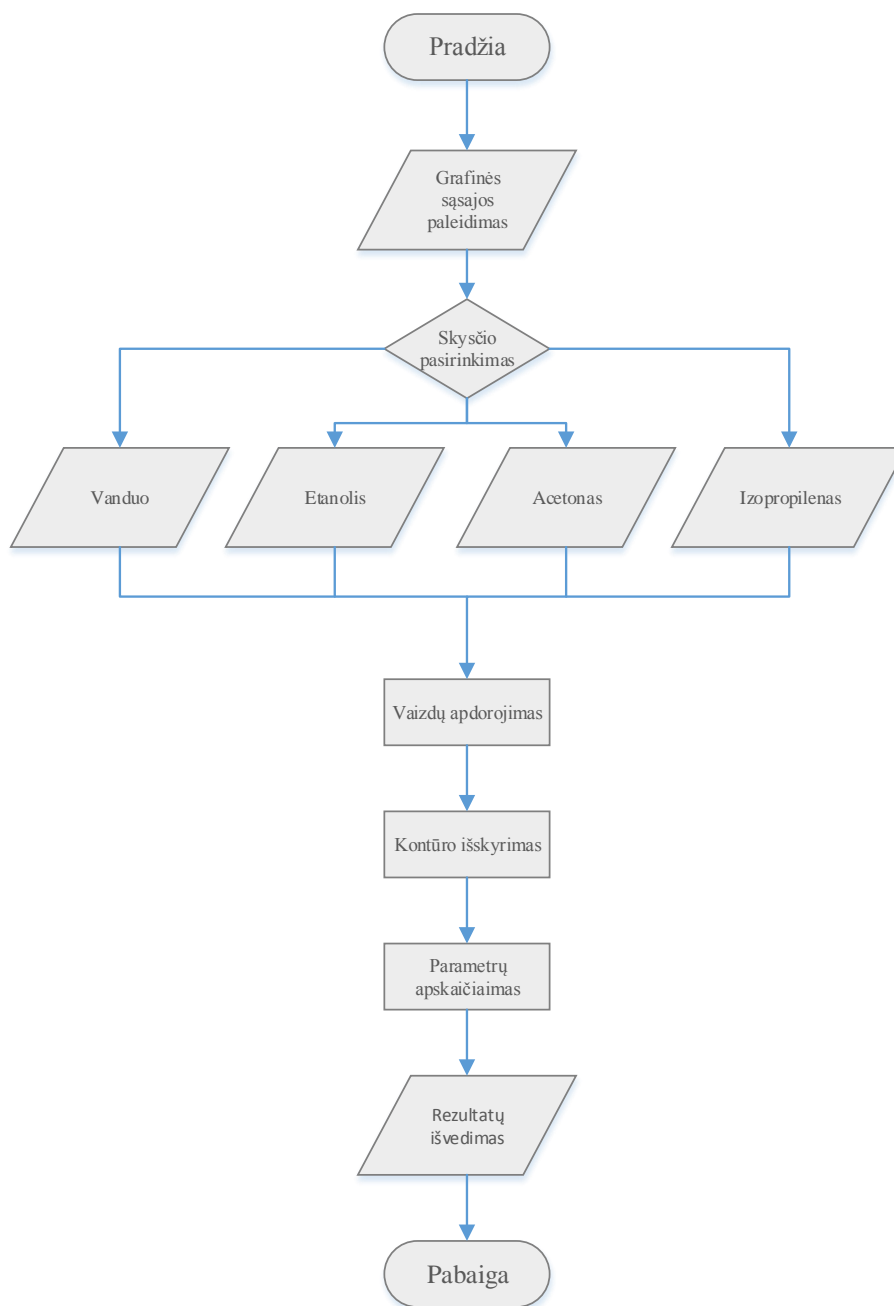 Pradžia
Grafinės
sąsajos
paleidimas
Skysčio
pasirinkimas
Vanduo
Etanolis
Acetonas
Izopropilenas
Vaizdų apdorojimas
Kontūro išskyrimas
Parametrų
apskaičiaimas
Rezultatų
išvedimas
Pabaiga